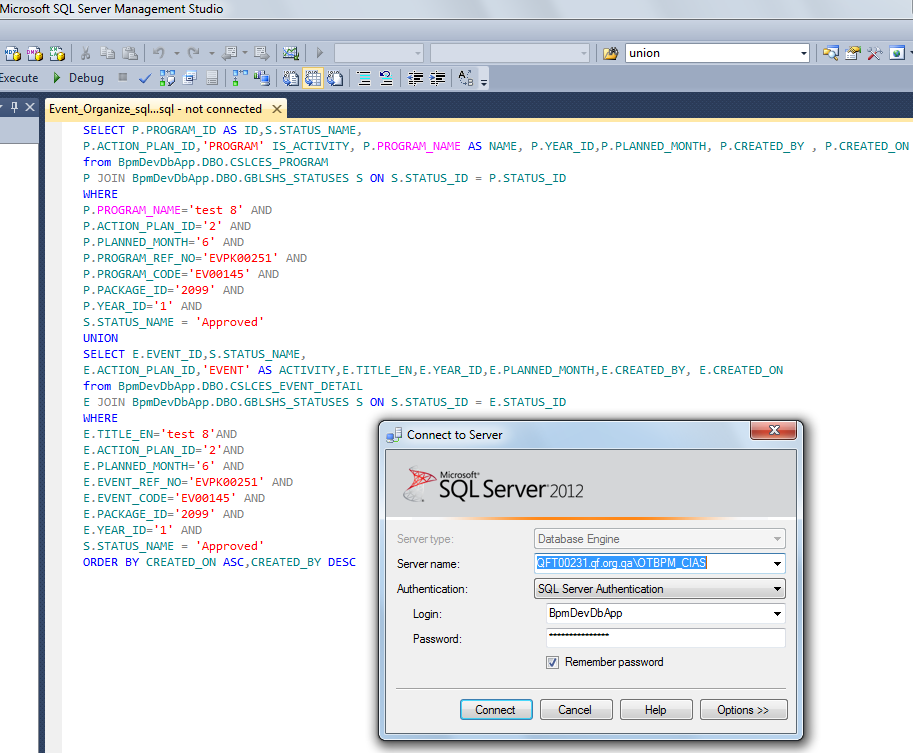 Microsoft SQL Server Management Studio
union
Execute
Debug
Event_Organize_sql...sql - not connected
SELECT P.PROGRAM_ID AS ID,S.STATUS_NAME,
P.ACTION_PLAN_ID,'PROGRAM' IS_ACTIVITY, P.PROGRAM_NAME AS NAME, P.YEAR_ID,P.PLANNED_MONTH, P.CREATED_BY , P.CREATED_ON
from BpmDevDbApp.DBO.CSLCES_PROGRAM
P JOIN BpmDevDbApp.DBO.GBLSHS_STATUSES S ON S.STATUS_ID = P.STATUS_ID
WHERE
P.PROGRAM_NAME='test 8' AND
P.ACTION_PLAN_ID='2' AND
P.PLANNED_MONTH='6' AND
P.PROGRAM_REF_NO='EVPK00251' AND
P.PROGRAM_CODE='EV00145' AND
P.PACKAGE_ID='2099' AND
P.YEAR_ID='1' AND
S.STATUS_NAME = 'Approved'
UNION
SELECT E.EVENT_ID,S.STATUS_NAME,
E.ACTION_PLAN_ID,'EVENT' AS ACTIVITY,E.TITLE_EN,E.YEAR_ID,E.PLANNED_MONTH,E.CREATED_BY, E.CREATED_ON
from BpmDevDbApp.DBO.CSLCES_EVENT_DETAIL
E JOIN BpmDevDbApp.DBO.GBLSHS_STATUSES S ON S.STATUS_ID = E.STATUS_ID
WHERE
E.TITLE_EN='test 8'AND
E.ACTION_PLAN_ID='2'AND
E.PLANNED_MONTH='6' AND
E.EVENT_REF_NO='EVPK00251' AND
E.EVENT_CODE='EV00145' AND
E.PACKAGE_ID='2099' AND
E.YEAR_ID='1' AND
S.STATUS_NAME = 'Approved'
ORDER BY CREATED_ON ASC,CREATED_BY DESC
Connect to Server
Microsoft®
SQL Server® 2012
Server type: Database Engine
Server name: QFT00231.qf.org.qa\OTBPM_CIAS
Authentication: SQL Server Authentication
Login: BpmDevDbApp
Password: ***************
Remember password
Connect Cancel Help Options >>